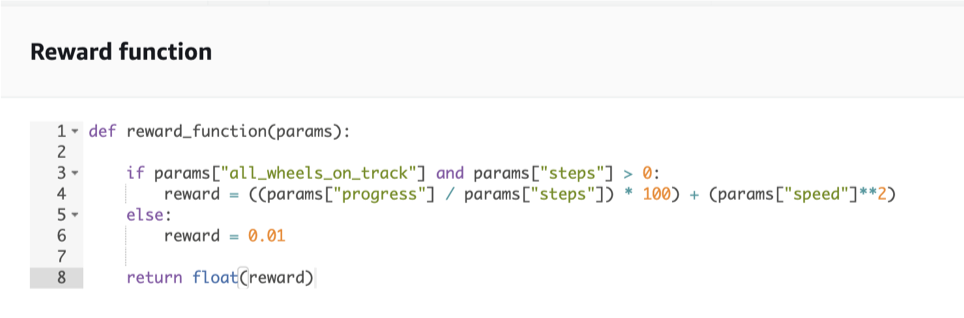 Reward function
1 def reward_function(params):
2
3 if params["all_wheels_on_track"] and params["steps"] > 0:
4 reward = ((params["progress"] / params["steps"]) * 100) + (params["speed"]**2)
5 else:
6 reward = 0.01
7
8 return float(reward)